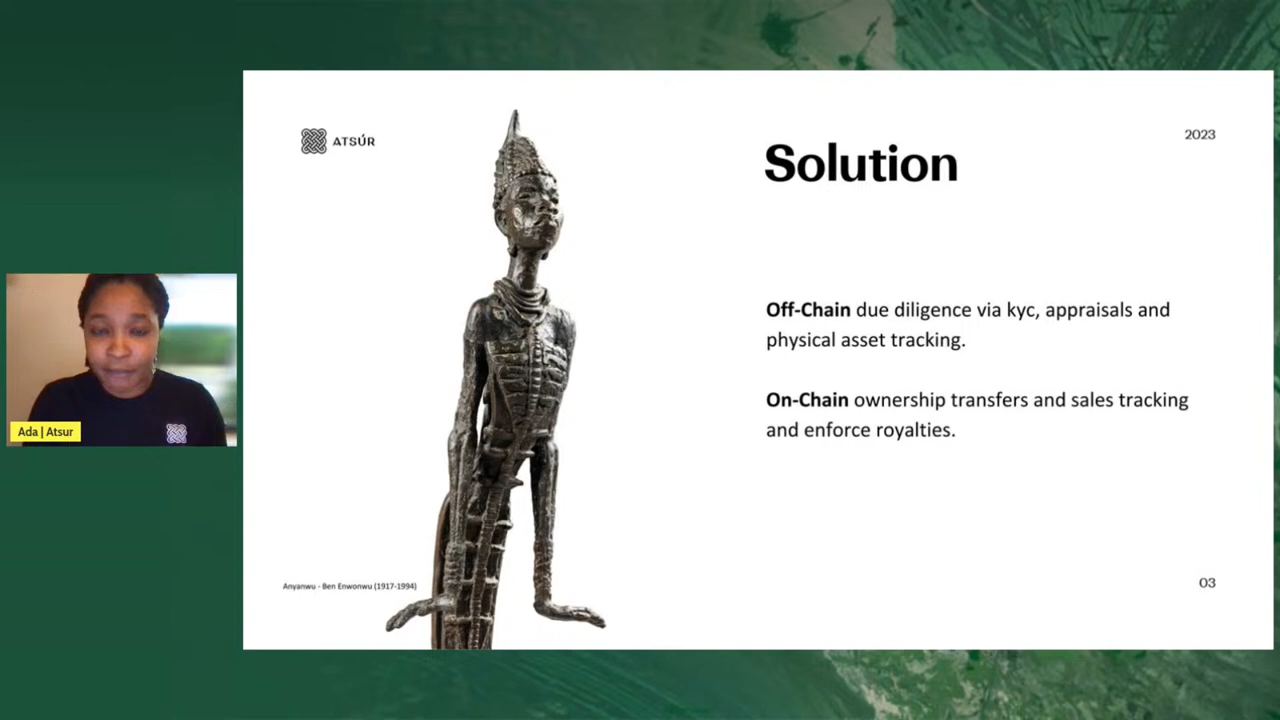 ATSÚR
2023
Solution
Off-Chain due diligence via kyc, appraisals and
physical asset tracking.
On-Chain ownership transfers and sales tracking
and enforce royalties.
Ada | Atsur
Anyanwu - Ben Enwonwu (1917-1994)
03